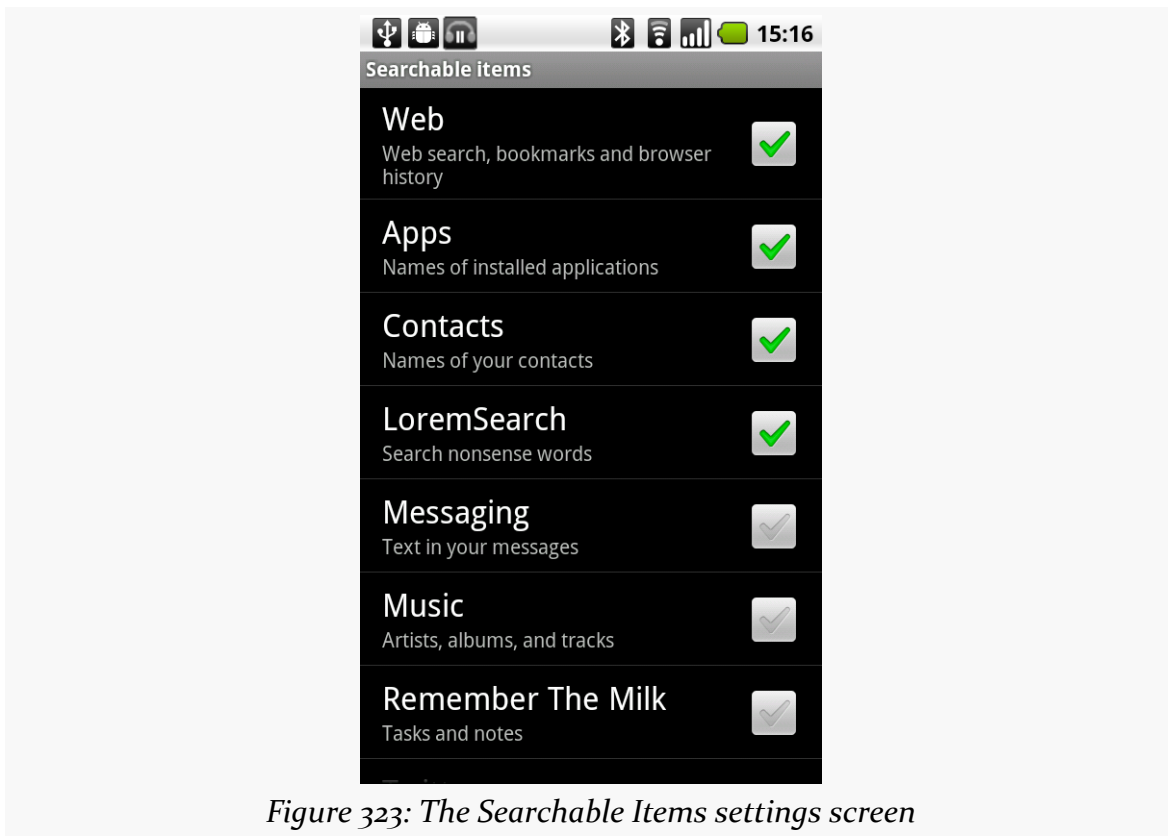 15:16
Searchable items
Web
Web search, bookmarks and browser
history
Apps
Names of installed applications
Contacts
Names of your contacts
LoremSearch
Search nonsense words
Messaging
Text in your messages
Music
Artists, albums, and tracks
Remember The Milk
Tasks and notes
Figure 323: The Searchable Items settings screen